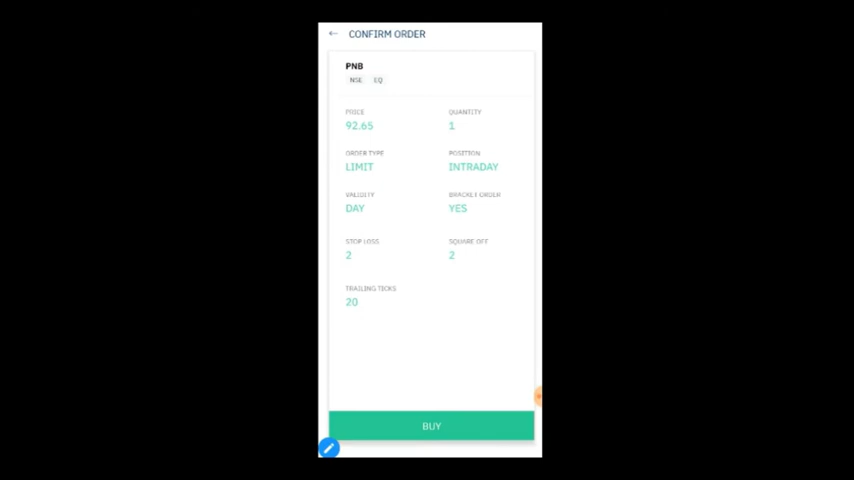 CONFIRM ORDER
PNB
NSE EQ
PRICE QUANTITY
92.65 1
ORDER TYPE POSITION
LIMIT INTRADAY
VALIDITY BRACKET ORDER
DAY YES
STOP LOSS SQUARE OFF
2 2
TRAILING TICKS
20
BUY